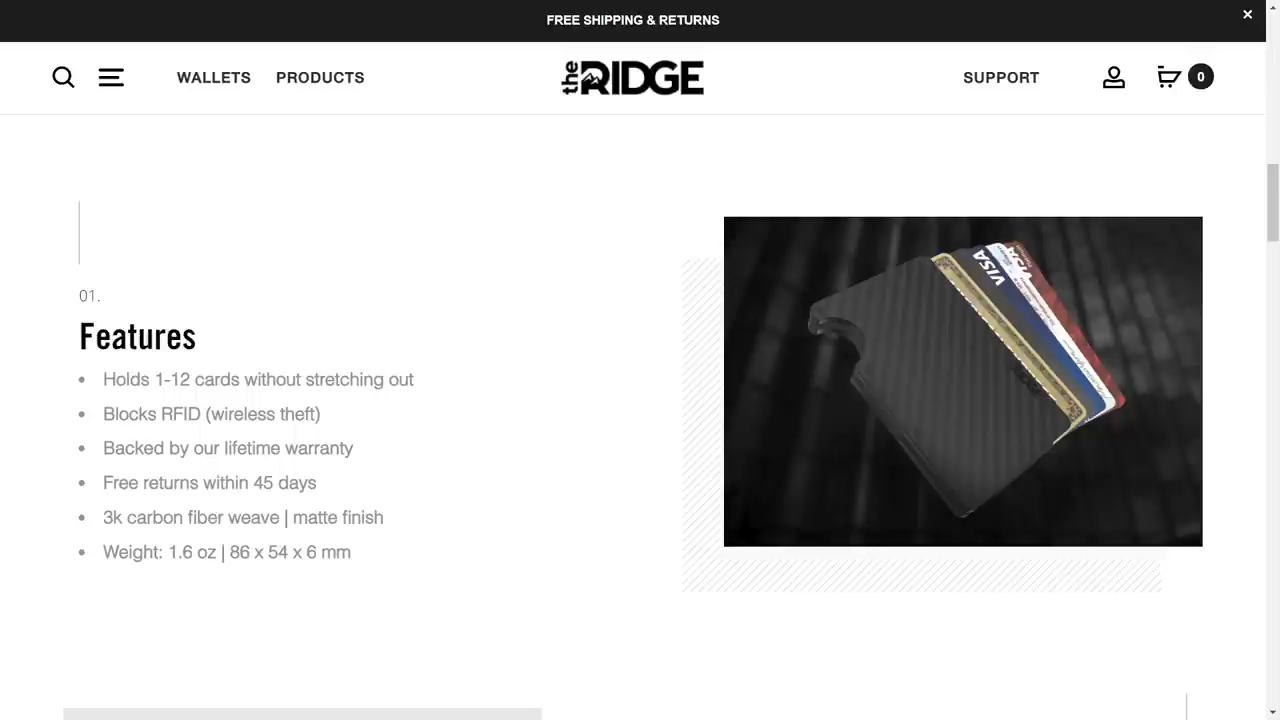 FREE SHIPPING & RETURNS
WALLETS PRODUCTS
the RIDGE
SUPPORT
0
01.
Features
Holds 1-12 cards without stretching out
Blocks RFID (wireless theft)
Backed by our lifetime warranty
Free returns within 45 days
3k carbon fiber weave | matte finish
Weight: 1.6 oz | 86 x 54 x 6 mm
VISA
VISA